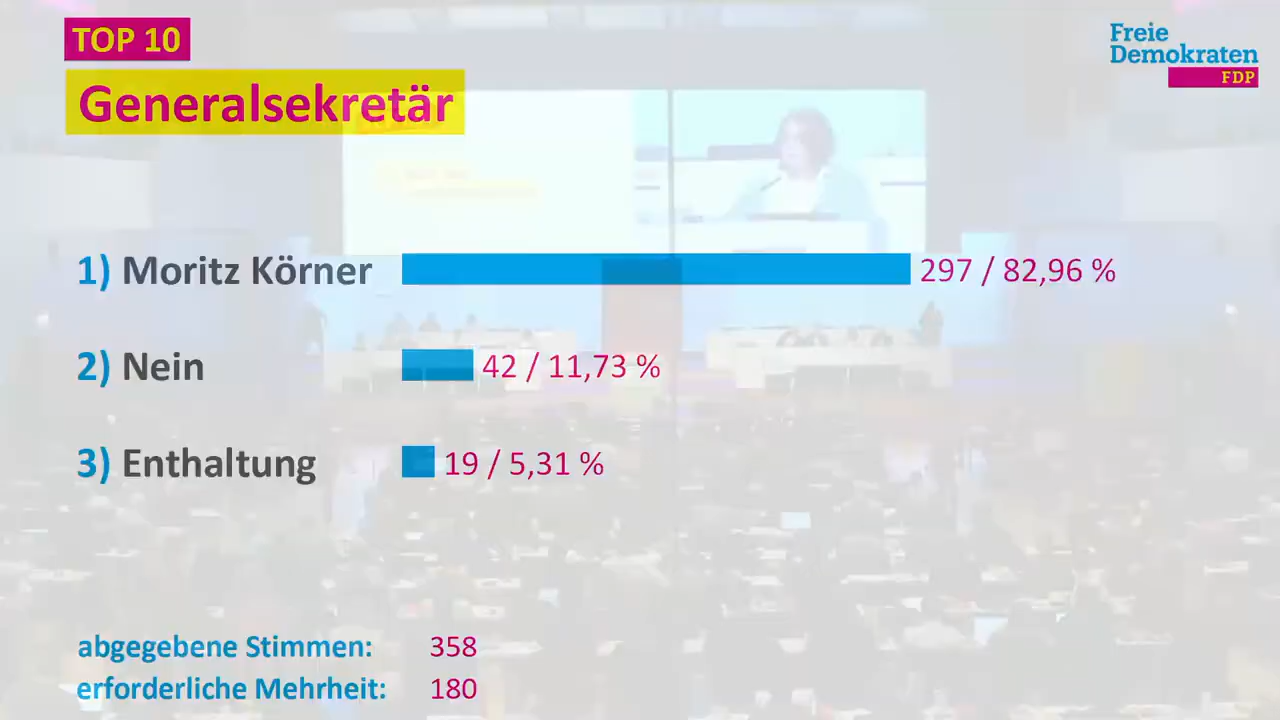 TOP 10
Freie
Demokraten
FDP
Generalsekretär
1) Moritz Körner 297 / 82,96 %
2) Nein 42 / 11,73 %
3) Enthaltung 19 / 5,31 %
abgegebene Stimmen: 358
erforderliche Mehrheit: 180